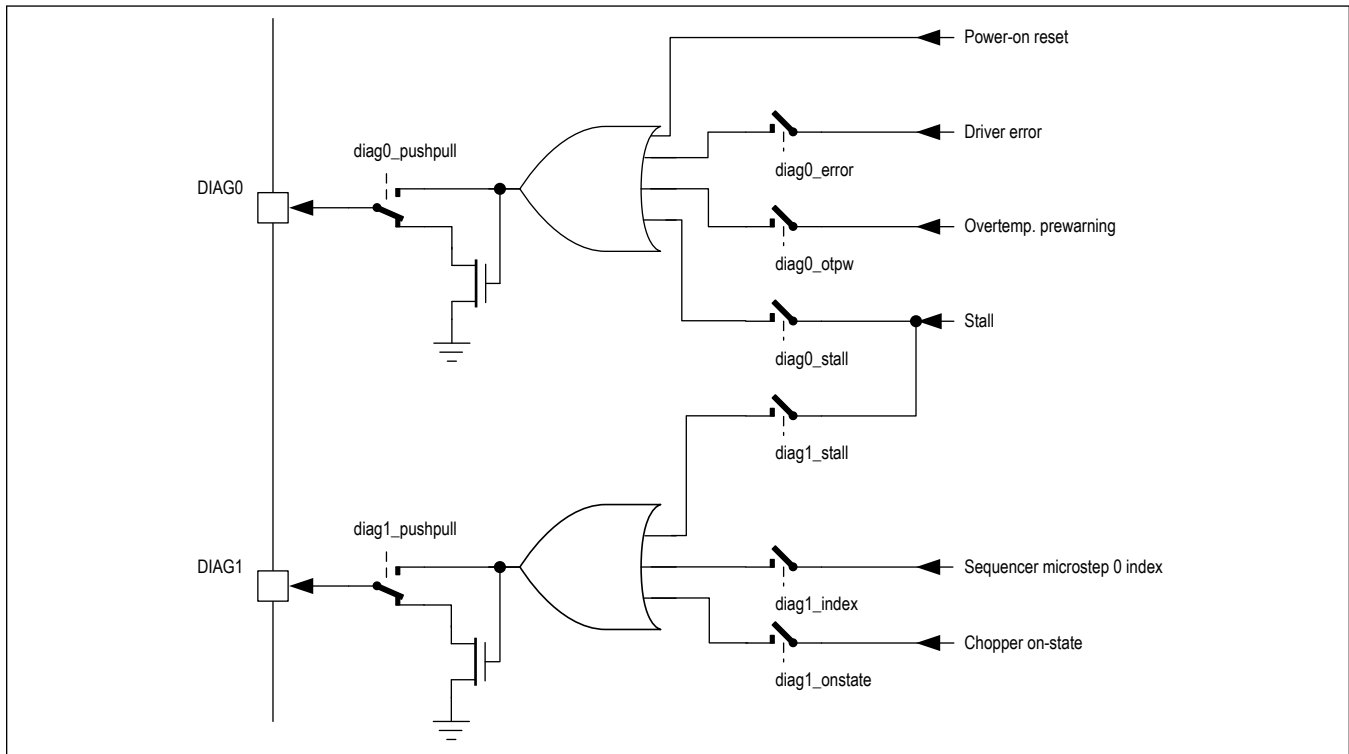 Power-on reset
Driver error
diag0_pushpull
diag0_error
DIAG0
Overtemp. prewarning
diag0_otpw
Stall
diag0_stall
diag1_stall
diag1_pushpull
DIAG1
Sequencer microstep 0 index
diag1_index
Chopper on-state
diag1_onstate